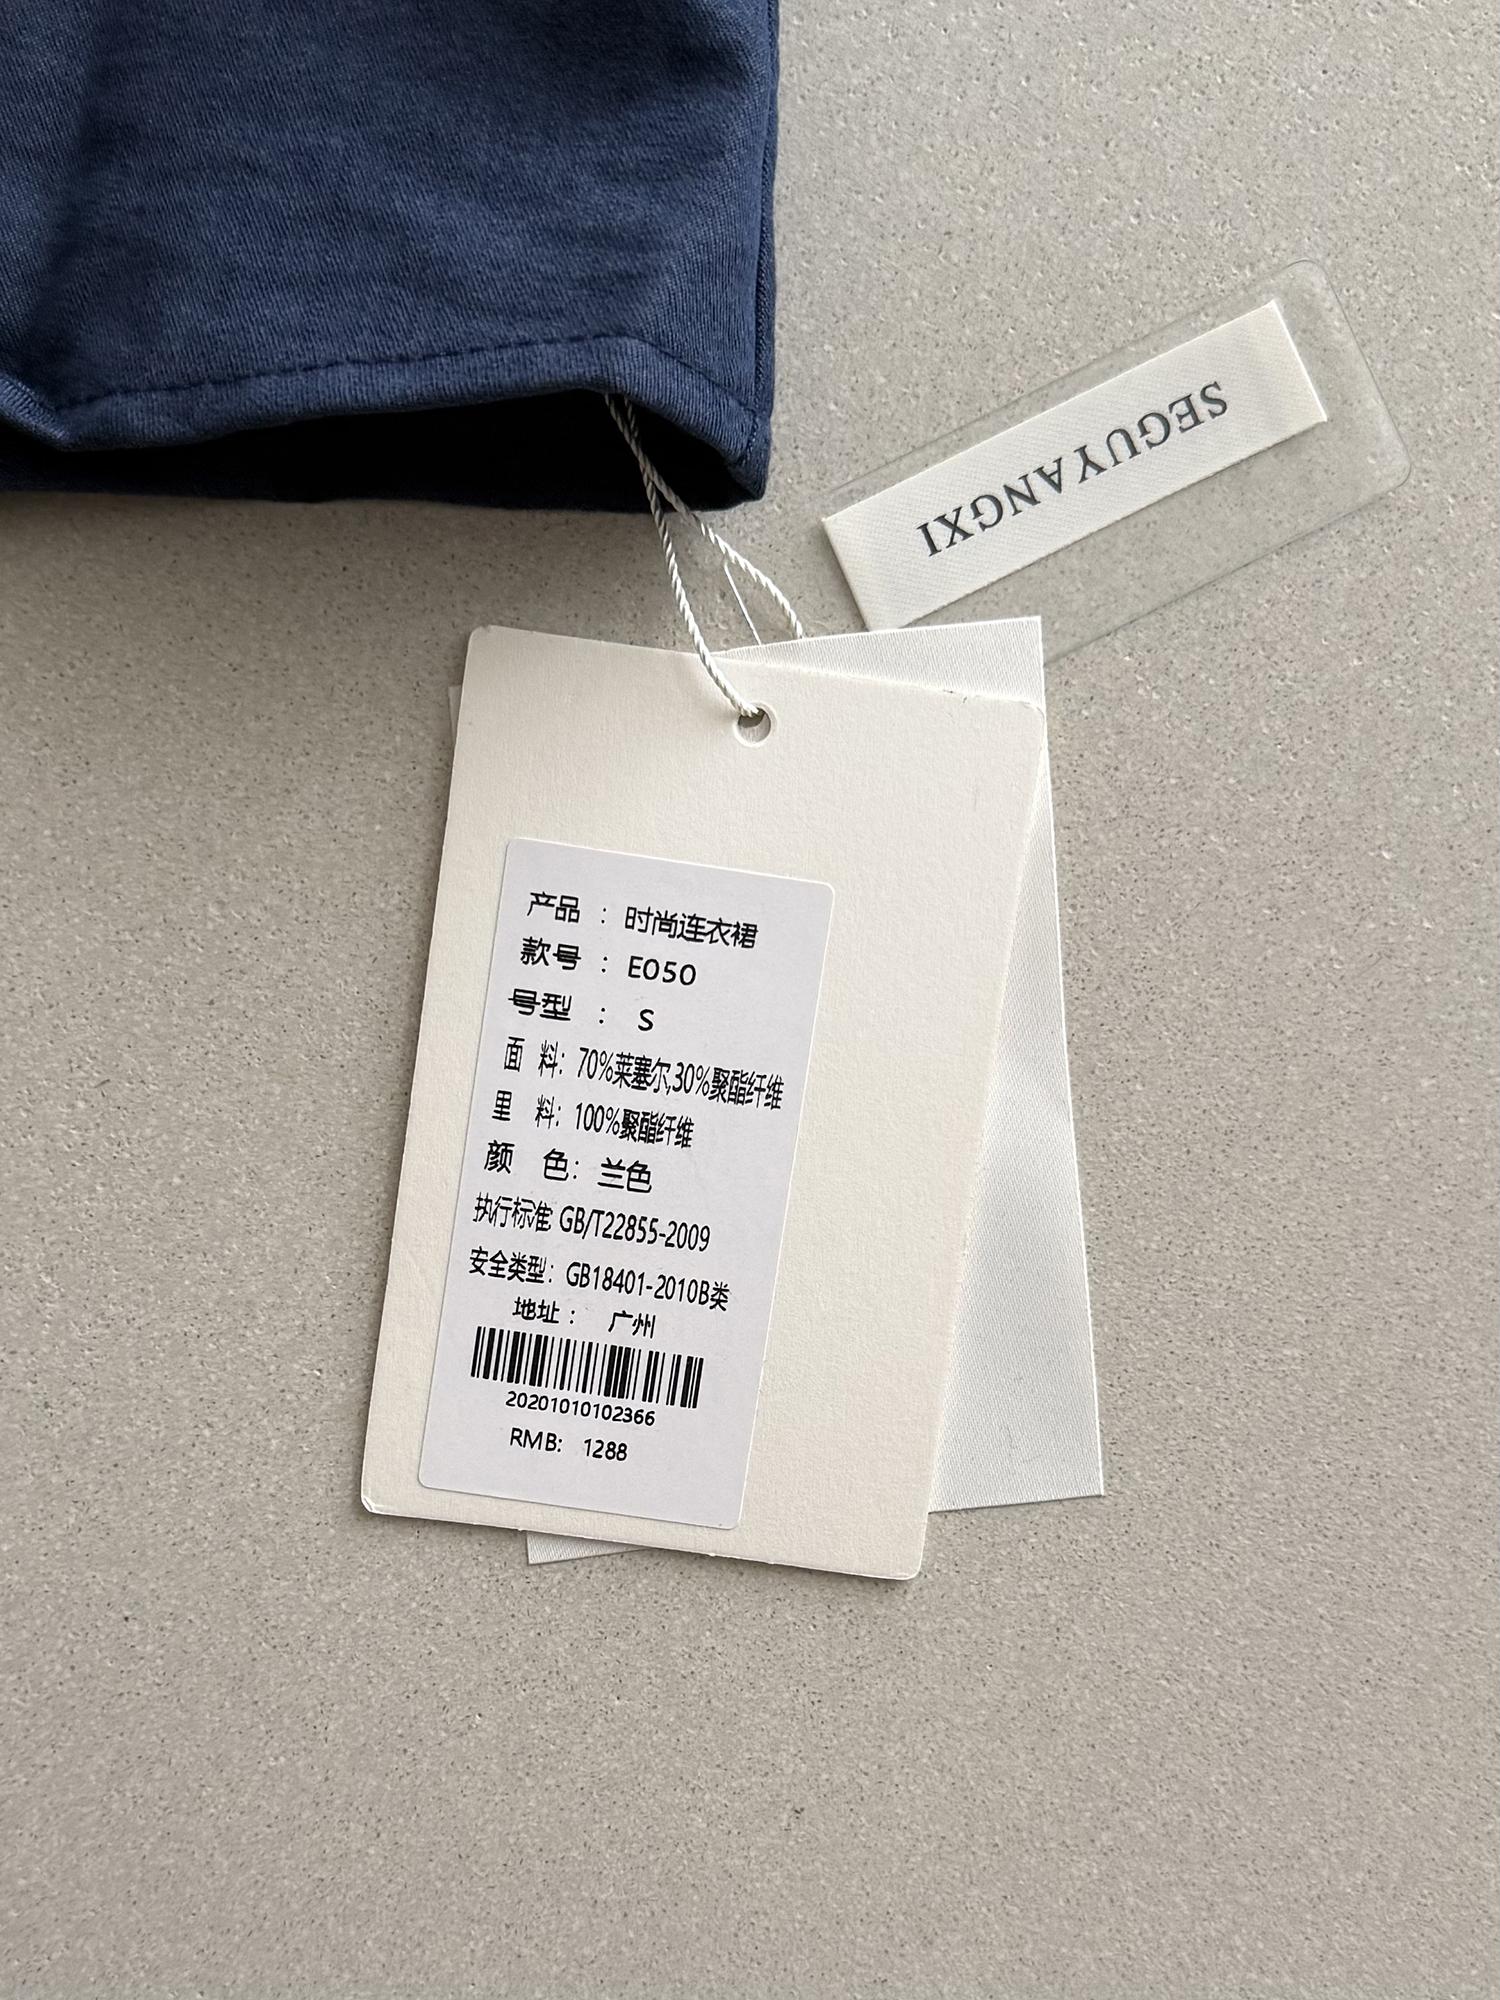 SEGUYANGXI
产品 : 时尚连衣裙
款号 : E050
号型 : S
面 料: 70%莱塞尔,30%聚酯纤维
里 料: 100%聚酯纤维
颜 色: 兰色
执行标准: GB/T22855-2009
安全类型: GB18401-2010B类
地址: 广州
20201010102366
RMB: 1288